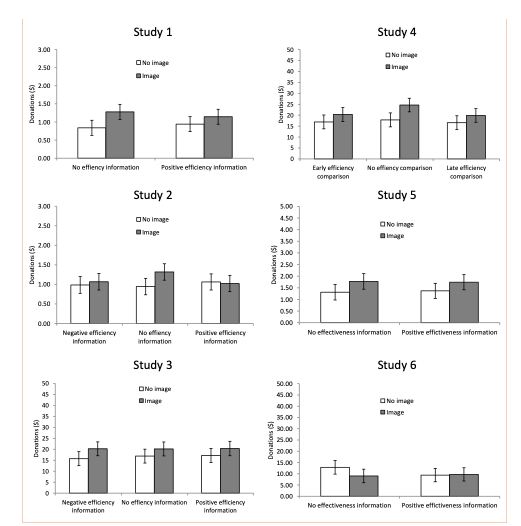 Study 1
3.00
2.50
2.00
1.50
1.00
0.50
0.00
Donations ($)
No image
Image
No effiency information
Positive efficiency information
Study 4
50
45
40
35
30
25
20
15
10
5
0
Donations ($)
No image
Image
Early efficiency
comparison
No effiency comparison
Late efficiency
comparison
Study 2
3.00
2.50
2.00
1.50
1.00
0.50
0.00
Donations ($)
No image
Image
Negative efficiency
information
No effiency
information
Positive efficiency
information
Study 5
5.00
4.50
4.00
3.50
3.00
2.50
2.00
1.50
1.00
0.50
0.00
Donations ($)
No image
Image
No effectiveness information
Positive effictiveness information
Study 3
50
45
40
35
30
25
20
15
10
5
0
Donations ($)
No image
Image
Negative efficiency
information
No effiency information
Positive efficiency
information
Study 6
50.00
45.00
40.00
35.00
30.00
25.00
20.00
15.00
10.00
5.00
0.00
Donations ($)
No image
Image
No effectiveness information
Positive effictiveness information